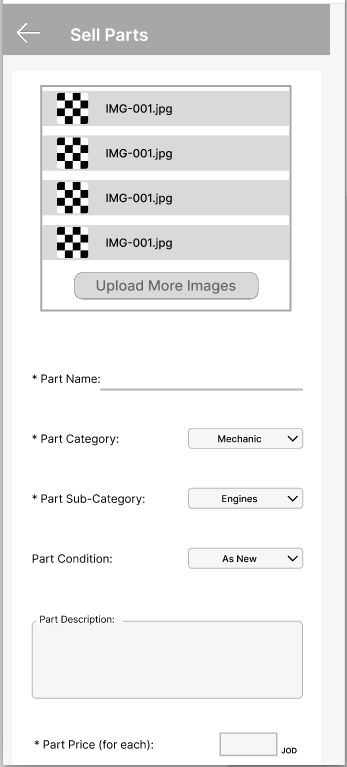 Sell Parts
IMG-001.jpg
IMG-001.jpg
IMG-001.jpg
IMG-001.jpg
Upload More Images
* Part Name:
* Part Category: Mechanic
* Part Sub-Category: Engines
Part Condition: As New
Part Description:
* Part Price (for each): JOD